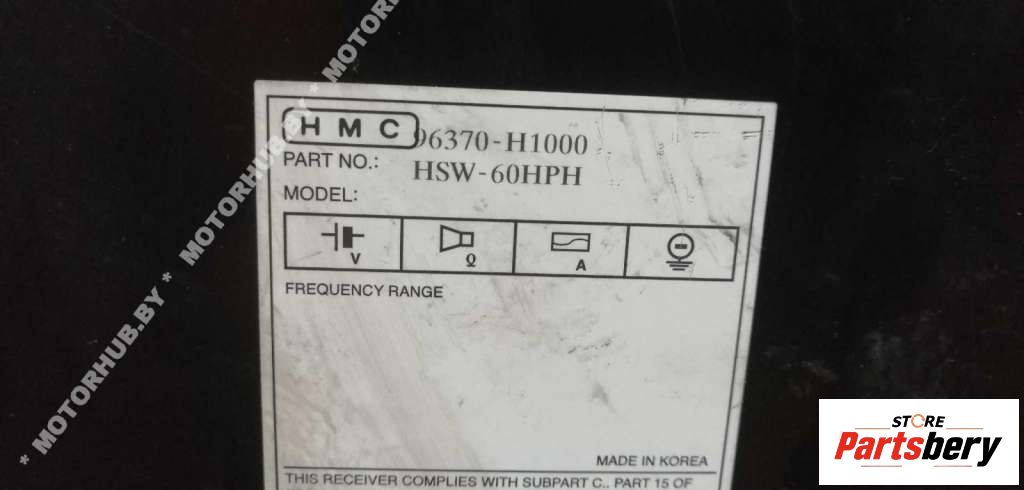 * MOTORHUB.BY * MOTORHUB.BY * MOTORHUB.BY *
HMC
96370-H1000
PART NO.:
HSW-60HPH
MODEL:
V Ω A
FREQUENCY RANGE
MADE IN KOREA
THIS RECEIVER COMPLIES WITH SUBPART C., PART 15 OF
STORE
Partsbery